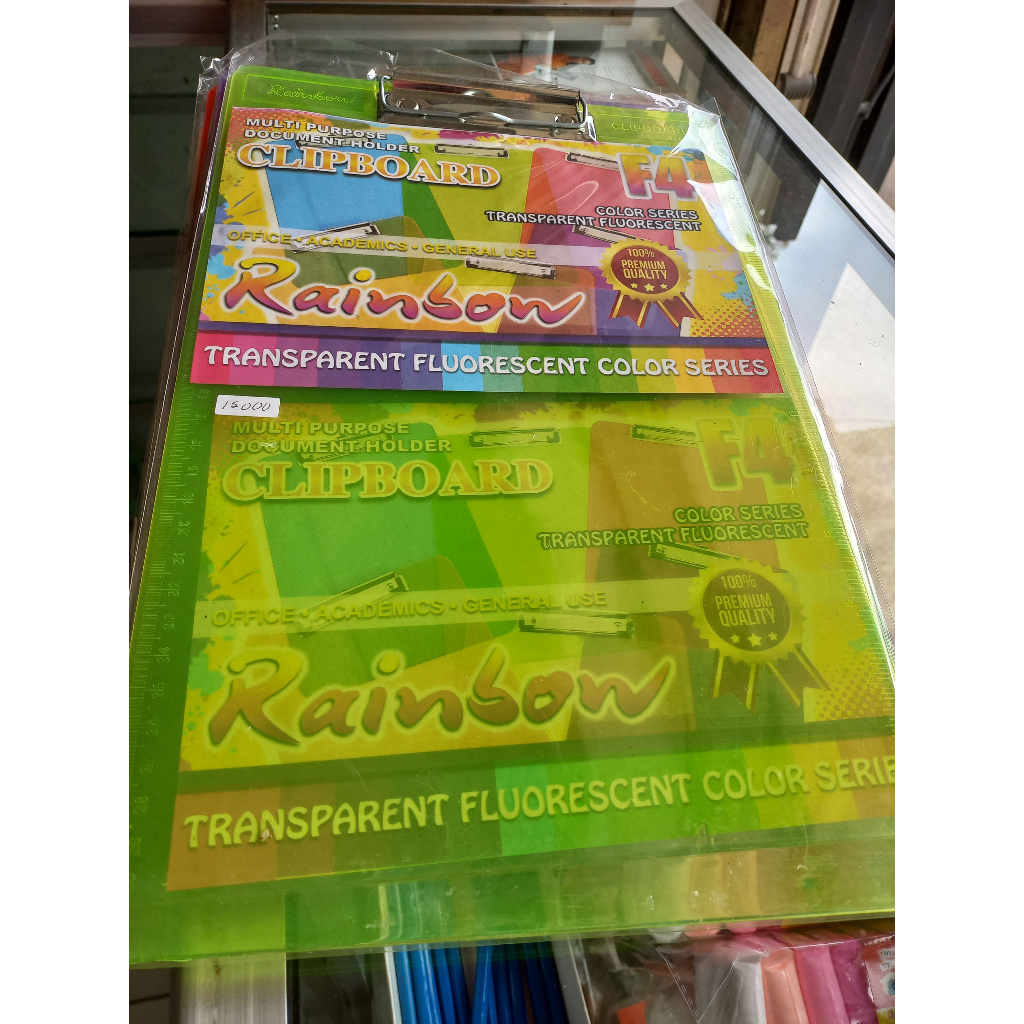 Rainbow
CLIPBOARD
MULTI PURPOSE
DOCUMENT HOLDER
CLIPBOARD
F4
COLOR SERIES
TRANSPARENT FLUORESCENT
OFFICE • ACADEMICS • GENERAL USE
100%
PREMIUM
QUALITY
Rainbow
TRANSPARENT FLUORESCENT COLOR SERIES
15000
MULTI PURPOSE
DOCUMENT HOLDER
CLIPBOARD
F4
COLOR SERIES
TRANSPARENT FLUORESCENT
OFFICE • ACADEMICS • GENERAL USE
100%
PREMIUM
QUALITY
Rainbow
TRANSPARENT FLUORESCENT COLOR SERIE